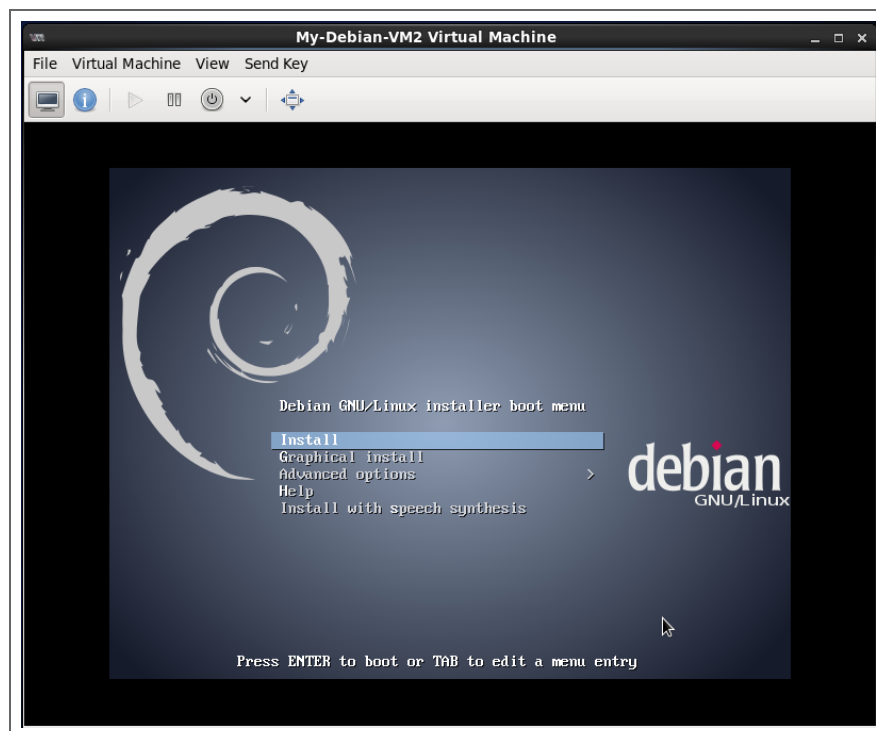 My-Debian-VM2 Virtual Machine
File Virtual Machine View Send Key
Debian GNU/Linux installer boot menu
Install
Graphical install
Advanced options >
Help
Install with speech synthesis
debian
GNU/Linux
Press ENTER to boot or TAB to edit a menu entry